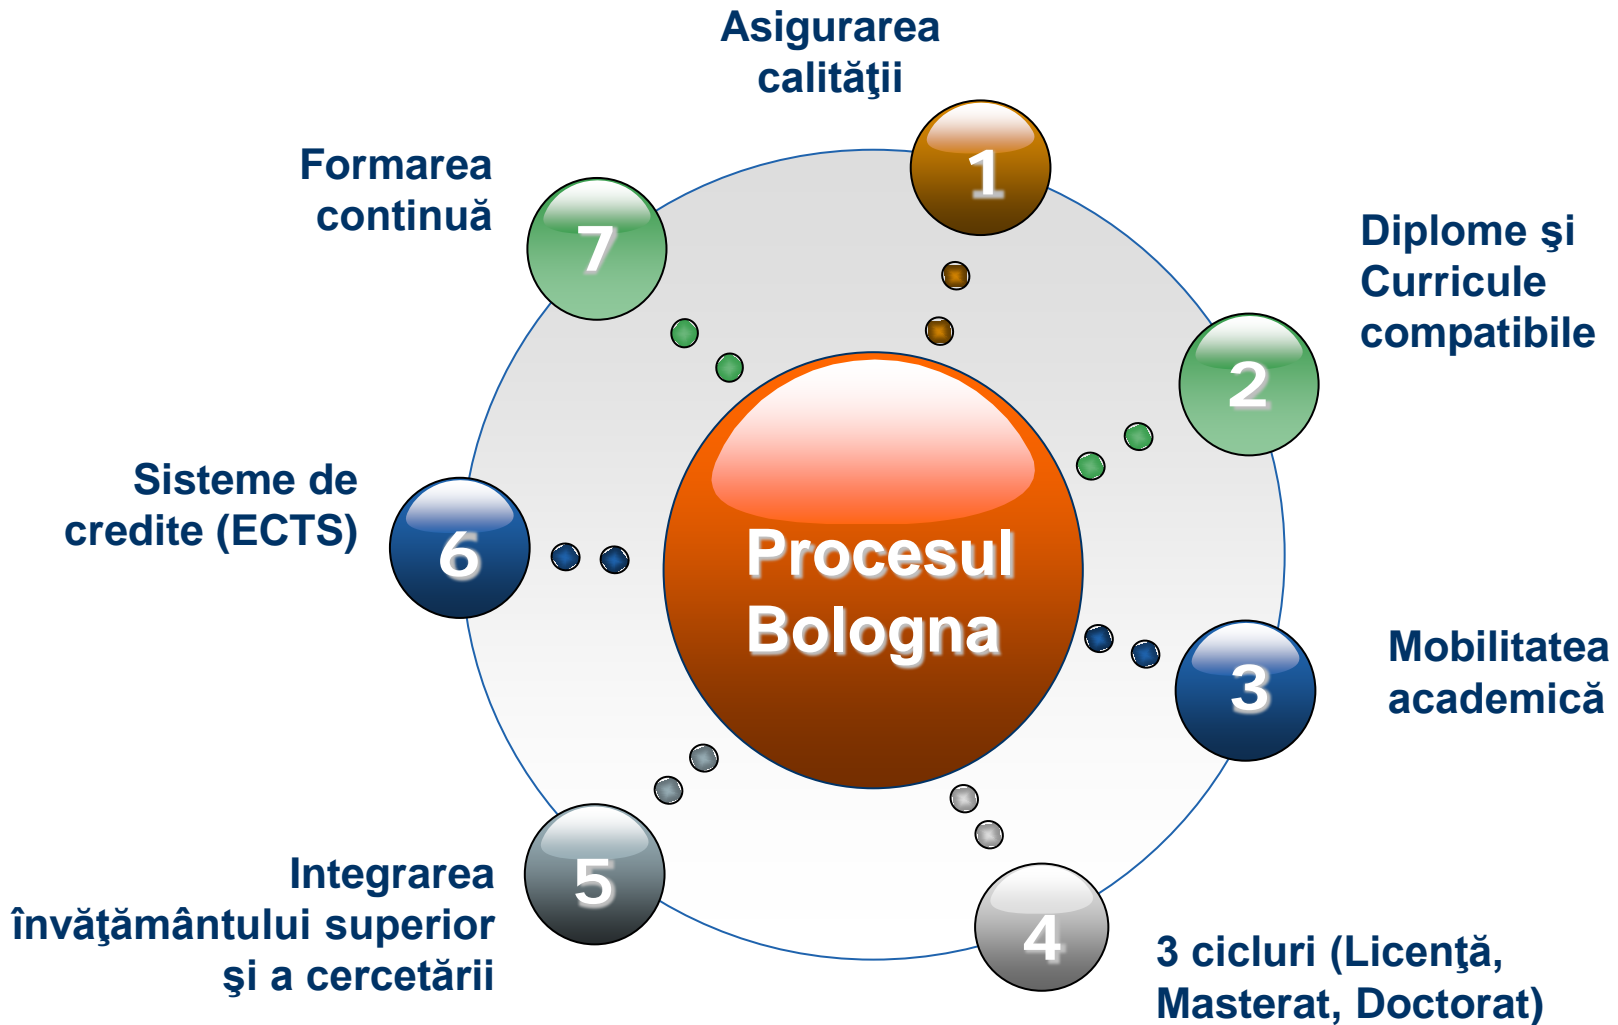 Asigurarea
calităţii
1
Diplome şi
Curricule
compatibile
2
Mobilitatea
academică
3
3 cicluri (Licenţă,
Masterat, Doctorat)
4
Integrarea
învăţământului superior
şi a cercetării
5
Sisteme de
credite (ECTS)
6
Formarea
continuă
7
Procesul
Bologna